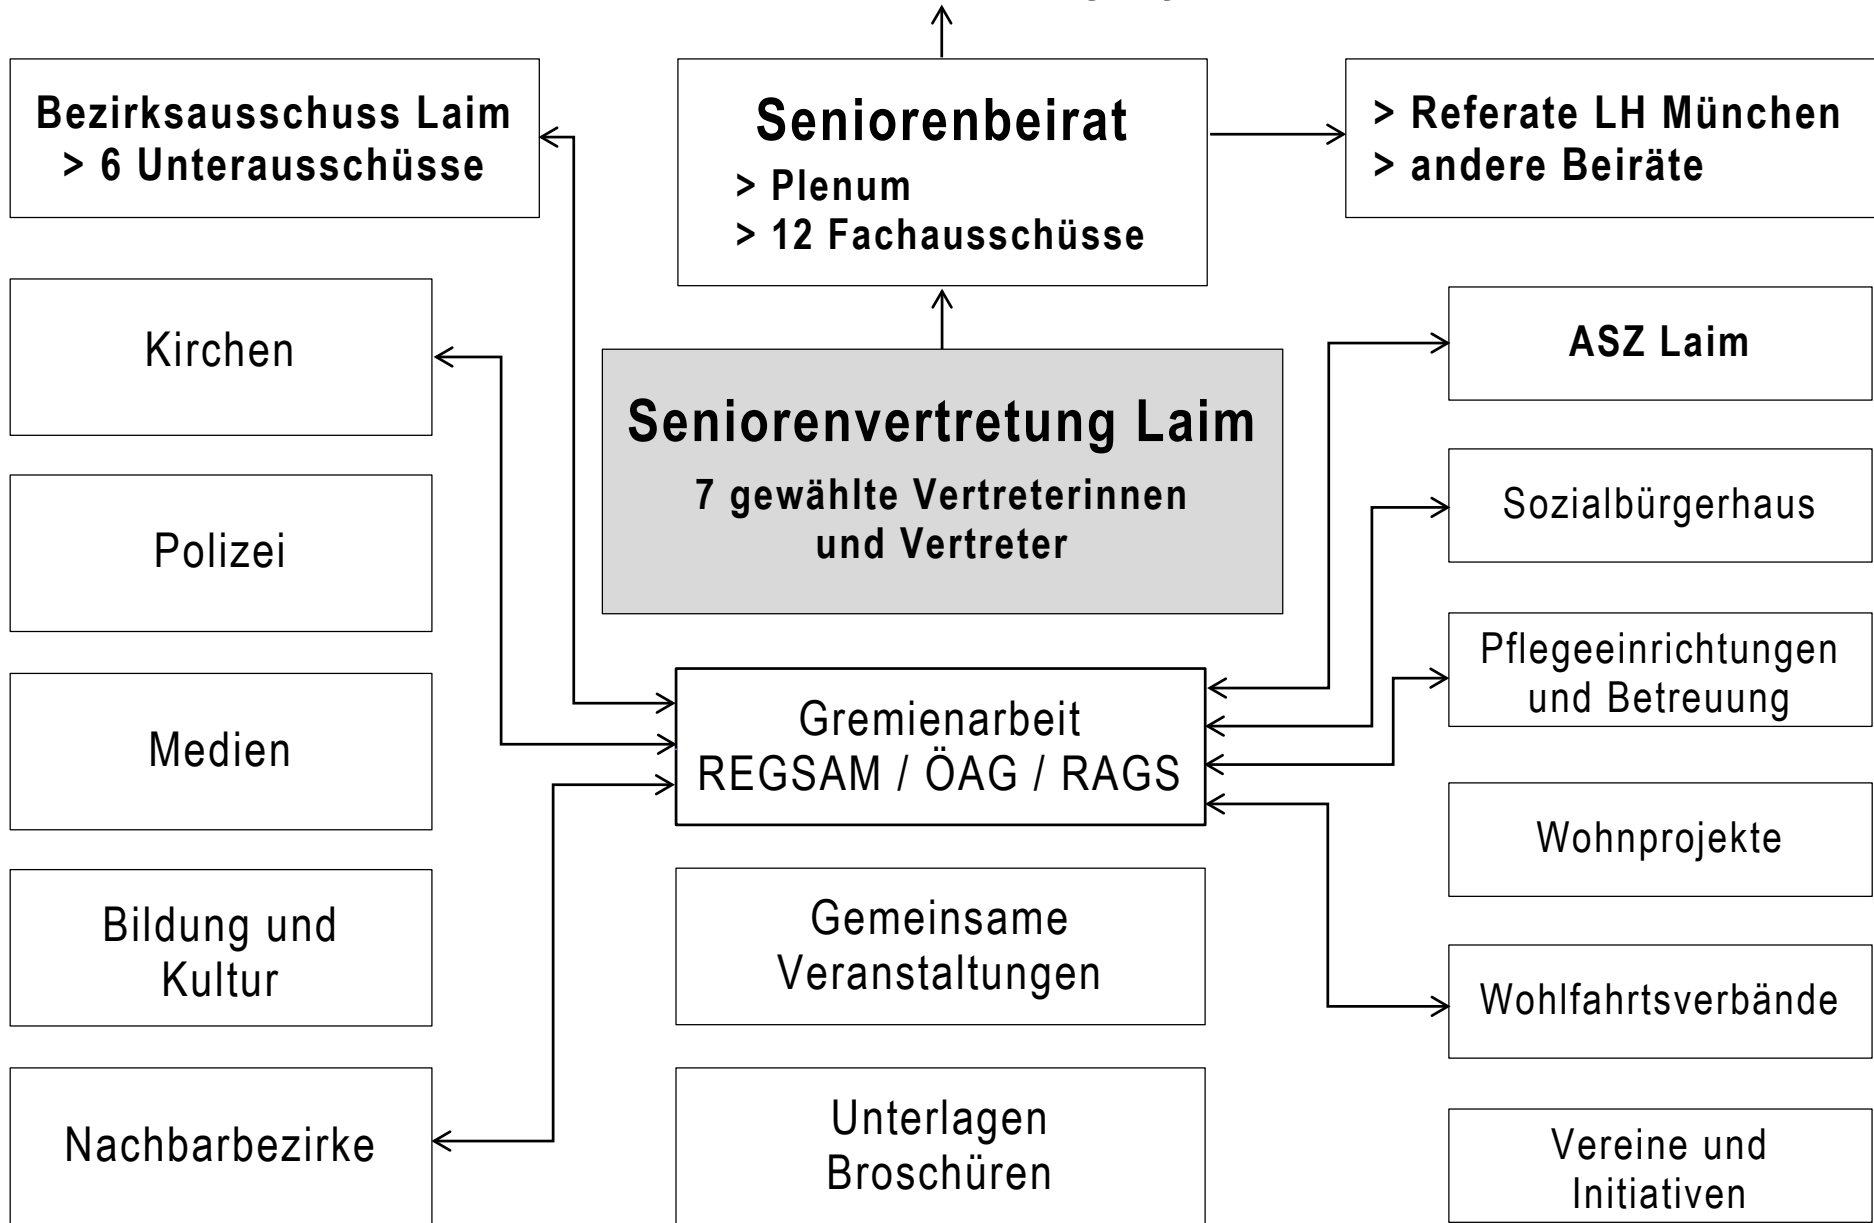 Bezirksausschuss Laim
> 6 Unterausschüsse
Seniorenbeirat
> Plenum
> 12 Fachausschüsse
> Referate LH München
> andere Beiräte
Kirchen
Seniorenvertretung Laim
7 gewählte Vertreterinnen
und Vertreter
ASZ Laim
Polizei
Sozialbürgerhaus
Medien
Gremienarbeit
REGSAM / ÖAG / RAGS
Pflegeeinrichtungen
und Betreuung
Wohnprojekte
Bildung und
Kultur
Gemeinsame
Veranstaltungen
Wohlfahrtsverbände
Nachbarbezirke
Unterlagen
Broschüren
Vereine und
Initiativen